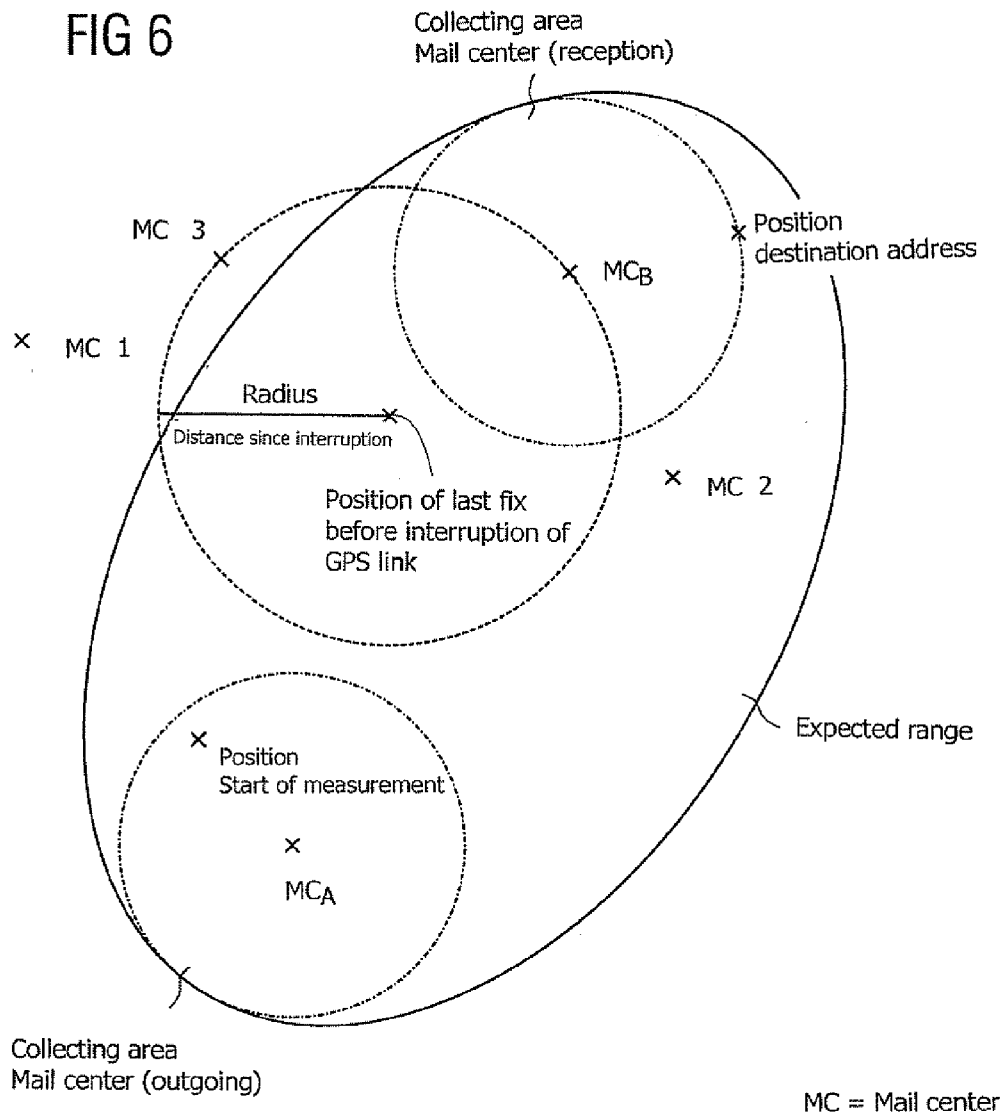 FIG 6
Collecting area
Mail center (reception)
MC 3
Position
destination address
MCB
MC 1
Radius
Distance since interruption
MC 2
Position of last fix
before interruption of
GPS link
Expected range
Position
Start of measurement
MCA
Collecting area
Mail center (outgoing)
MC = Mail center